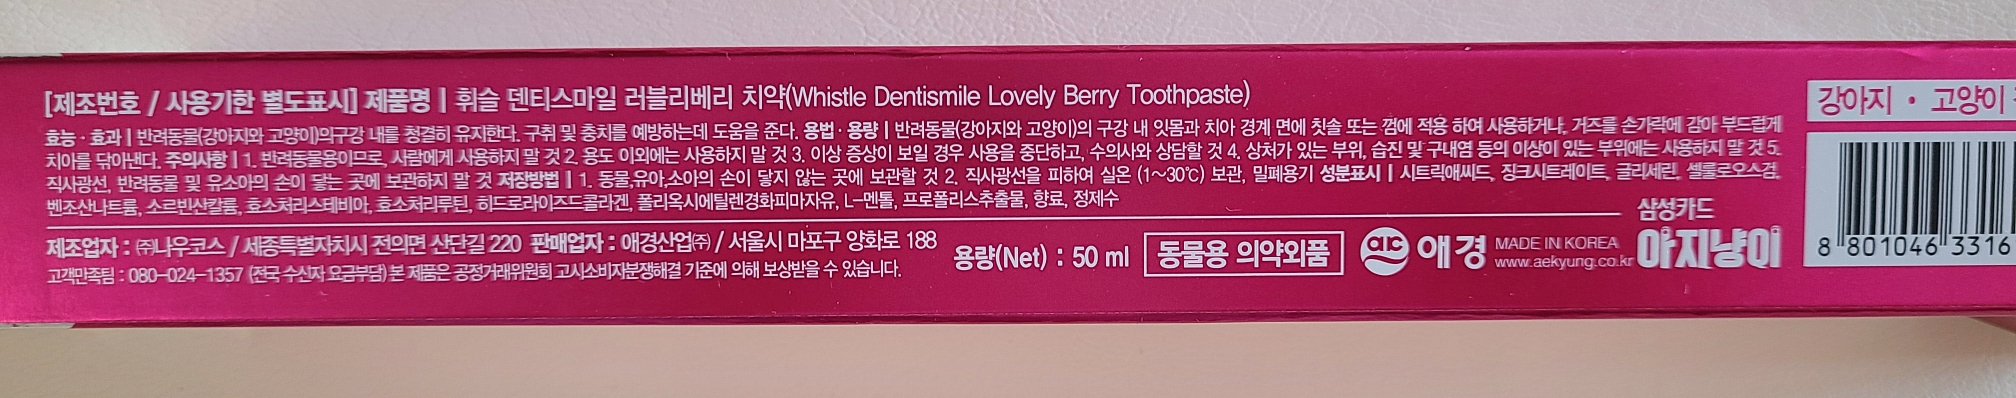 [제조번호 / 사용기한 별도표시] 제품명 | 휘슬 덴티스마일 러블리베리 치약(Whistle Dentismile Lovely Berry Toothpaste)
효능 · 효과 | 반려동물(강아지와 고양이)의구강 내를 청결히 유지한다. 구취 및 충치를 예방하는데 도움을 준다. 용법 · 용량 | 반려동물(강아지와 고양이)의 구강 내 잇몸과 치아 경계 면에 칫솔 또는 껌에 적용 하여 사용하거나, 거즈를 손가락에 감아 부드럽게
치아를 닦아낸다. 주의사항 | 1. 반려동물용이므로, 사람에게 사용하지 말 것 2. 용도 이외에는 사용하지 말 것 3. 이상 증상이 보일 경우 사용을 중단하고, 수의사와 상담할 것 4. 상처가 있는 부위, 습진 및 구내염 등의 이상이 있는 부위에는 사용하지 말 것 5.
직사광선, 반려동물 및 유소아의 손이 닿는 곳에 보관하지 말 것 저장방법 | 1. 동물,유아,소아의 손이 닿지 않는 곳에 보관할 것 2. 직사광선을 피하여 실온 (1~30℃) 보관, 밀폐용기 성분표시 | 시트릭애씨드, 징크시트레이트, 글리세린, 셀룰로오스검,
벤조산나트륨, 소르빈산칼륨, 효소처리스테비아, 효소처리루틴, 히드로라이즈드콜라겐, 폴리옥시에틸렌경화피마자유, L-멘톨, 프로폴리스추출물, 향료, 정제수
제조업자 : ㈜나우코스 / 세종특별자치시 전의면 산단길 220 판매업자 : 애경산업㈜ / 서울시 마포구 양화로 188
고객만족팀 : 080-024-1357 (전국 수신자 요금부담) 본 제품은 공정거래위원회 고시소비자분쟁해결 기준에 의해 보상받을 수 있습니다.
용량(Net) : 50 ml
동물용 의약외품
애경
MADE IN KOREA
www.aekyung.co.kr
삼성카드
아지냥이
강아지 · 고양이
8 801046 3316